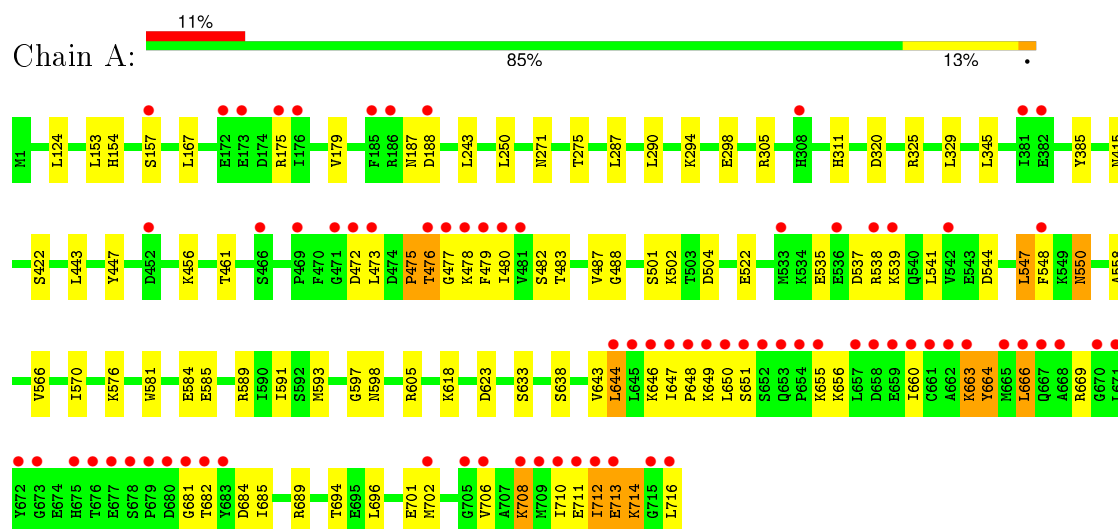 11%
Chain A:
85% 13% •
M1 L124 L153 H154 S157 L167 E172 E173 D174 R175 I176 V179 F185 R186 N187 D188 L243 L250 N271 T275 L287 L290 K294 E298 R305 H308 H311 D320 R325 L329 L345 I381 E382 Y385
S422 L443 Y447 D452 K456 T461 S466 P469 F470 G471 D472 L473 D474 P475 T476 G477 K478 F479 I480 V481 S482 T483 V487 G488 S501 K502 T503 D504 E522 M533 K534 E535 E536 D537 R538 K539 Q540 L541 V542 E543 D544 L547 F548 K549 N550 A558
V566 I570 K576 W581 E584 E585 R589 I590 I591 S592 M593 G597 N598 R605 K618 D623 S633 S638 V643 L644 L645 K646 I647 P648 K649 L650 S651 S652 Q653 P654 K655 K656 L657 D658 E659 I660 C661 A662 K663 Y664 M665 L666 Q667 A668 R669 G670 L671
Y672 G673 E674 H675 T676 E677 S678 P679 D680 G681 T682 Y683 D684 I685 R689 T694 E695 L696 E701 M702 G705 V706 A707 K708 M709 I710 E711 I712 E713 K714 G715 L716